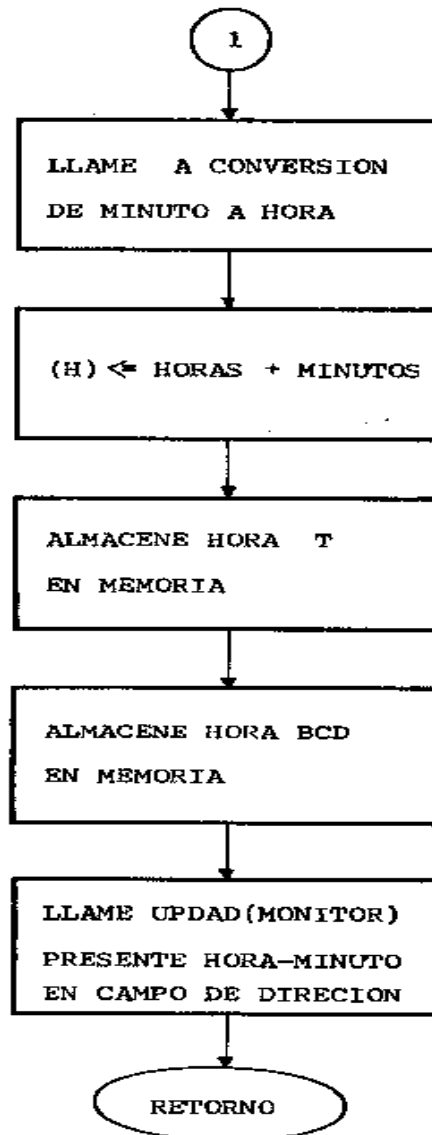 1
LLAME A CONVERSION
DE MINUTO A HORA
(H) <= HORAS + MINUTOS
ALMACENE HORA T
EN MEMORIA
ALMACENE HORA BCD
EN MEMORIA
LLAME UPDAD(MONITOR)
PRESENTE HORA-MINUTO
EN CAMPO DE DIRECION
RETORNO